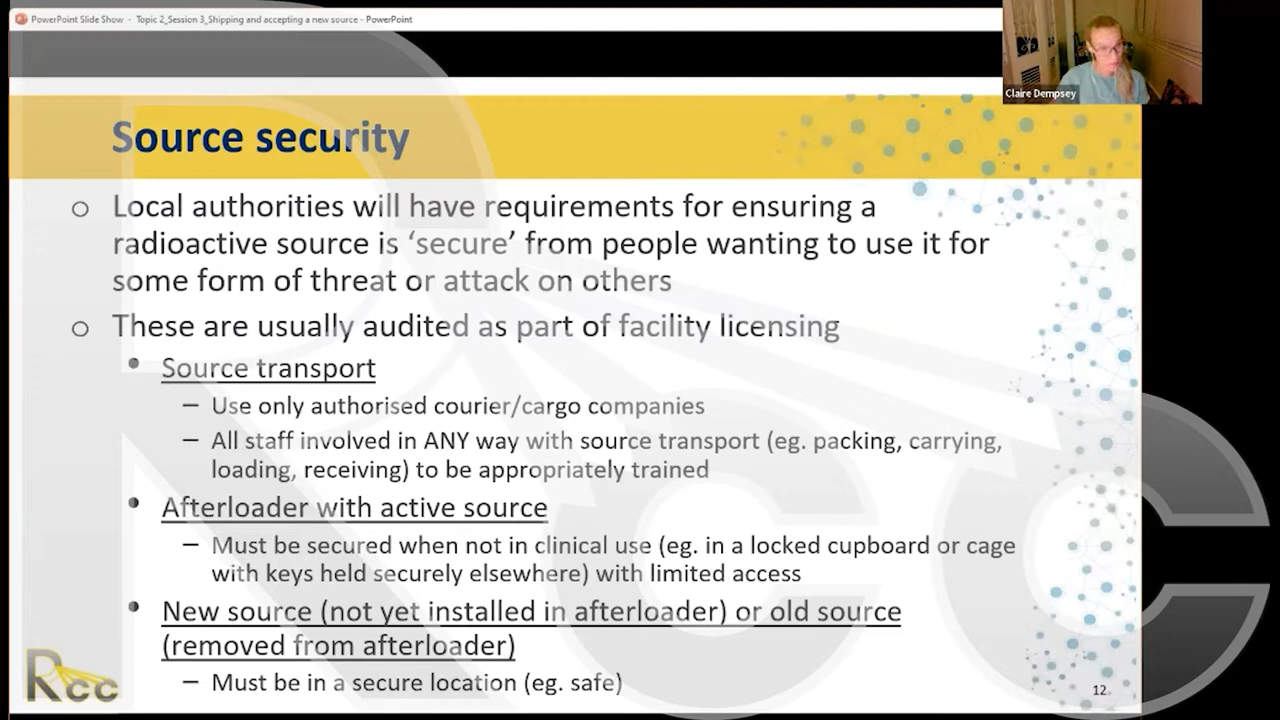 PowerPoint Slide Show - Topic 2_Session 3_Shipping and accepting a new source - PowerPoint
Claire Dempsey
Source security
Local authorities will have requirements for ensuring a
radioactive source is ‘secure’ from people wanting to use it for
some form of threat or attack on others
These are usually audited as part of facility licensing
Source transport
– Use only authorised courier/cargo companies
– All staff involved in ANY way with source transport (eg. packing, carrying,
loading, receiving) to be appropriately trained
Afterloader with active source
– Must be secured when not in clinical use (eg. in a locked cupboard or cage
with keys held securely elsewhere) with limited access
New source (not yet installed in afterloader) or old source
(removed from afterloader)
– Must be in a secure location (eg. safe)
Rcc
12
RCC